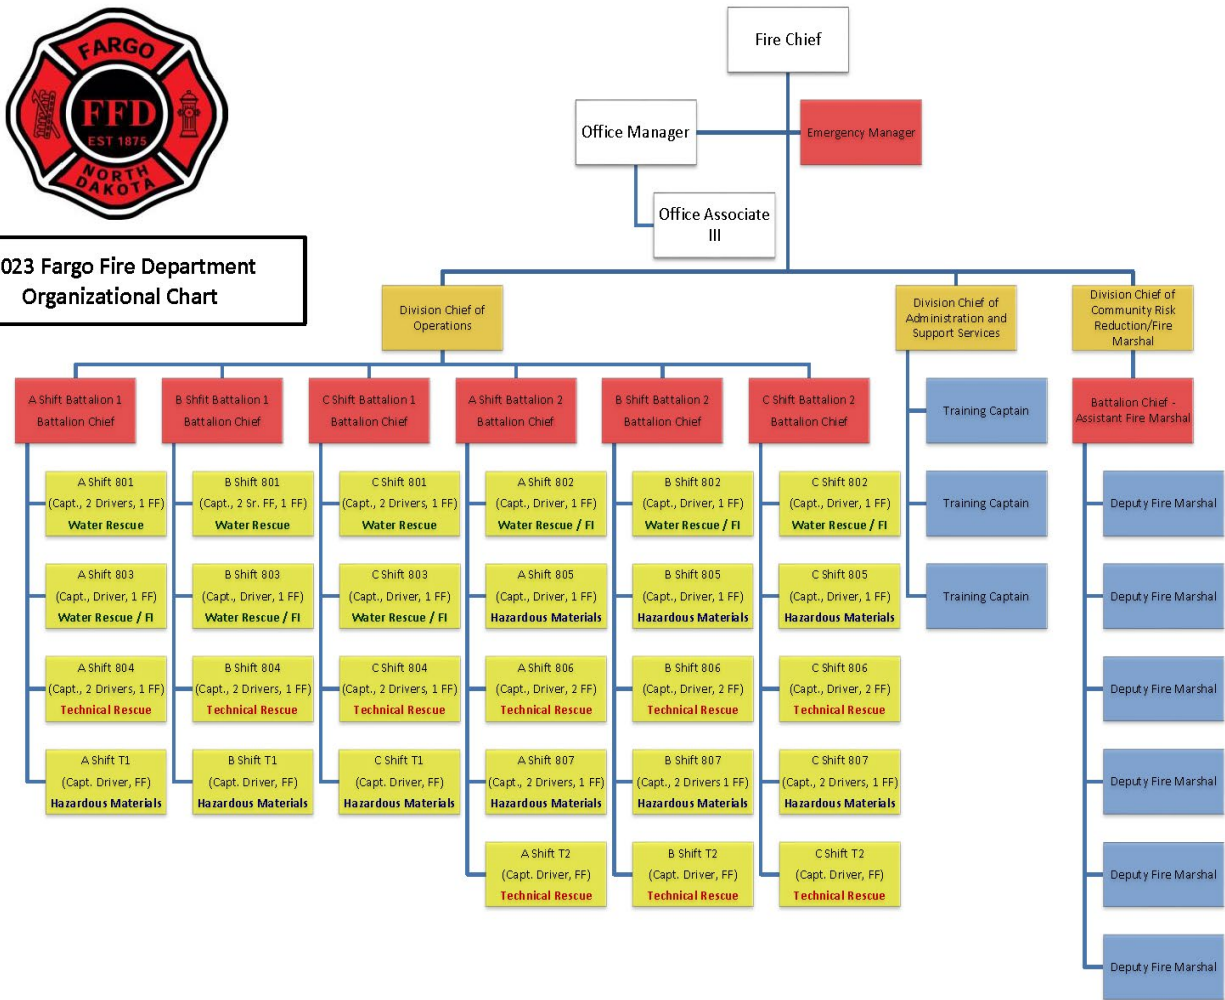 FARGO
FFD
EST 1875
NORTH
DAKOTA
023 Fargo Fire Department
Organizational Chart
Fire Chief
Office Manager
Emergency Manager
Office Associate
III
Division Chief of
Operations
Division Chief of
Administration and
Support Services
Division Chief of
Community Risk
Reduction/Fire
Marshal
A Shift Battalion 1
Battalion Chief
B Shfit Battalion 1
Battalion Chief
C Shift Battalion 1
Battalion Chief
A Shift Battalion 2
Battalion Chief
B Shift Battalion 2
Battalion Chief
C Shift Battalion 2
Battalion Chief
Training Captain
Battalion Chief -
Assistant Fire Marshal
A Shift 801
(Capt., 2 Drivers, 1 FF)
Water Rescue
B Shift 801
(Capt., 2 Sr. FF, 1 FF)
Water Rescue
C Shift 801
(Capt., 2 Drivers, 1 FF)
Water Rescue
A Shift 802
(Capt., Driver, 1 FF)
Water Rescue / FI
B Shift 802
(Capt., Driver, 1 FF)
Water Rescue / FI
C Shift 802
(Capt., Driver, 1 FF)
Water Rescue / FI
Training Captain
Deputy Fire Marshal
A Shift 803
(Capt., Driver, 1 FF)
Water Rescue / FI
B Shift 803
(Capt., Driver, 1 FF)
Water Rescue / FI
C Shift 803
(Capt., Driver, 1 FF)
Water Rescue / FI
A Shift 805
(Capt., Driver, 1 FF)
Hazardous Materials
B Shift 805
(Capt., Driver, 1 FF)
Hazardous Materials
C Shift 805
(Capt., Driver, 1 FF)
Hazardous Materials
Training Captain
Deputy Fire Marshal
A Shift 804
(Capt., 2 Drivers, 1 FF)
Technical Rescue
B Shift 804
(Capt., 2 Drivers, 1 FF)
Technical Rescue
C Shift 804
(Capt., 2 Drivers, 1 FF)
Technical Rescue
A Shift 806
(Capt., Driver, 2 FF)
Technical Rescue
B Shift 806
(Capt., Driver, 2 FF)
Technical Rescue
C Shift 806
(Capt., Driver, 2 FF)
Technical Rescue
Deputy Fire Marshal
A Shift T1
(Capt. Driver, FF)
Hazardous Materials
B Shift T1
(Capt. Driver, FF)
Hazardous Materials
C Shift T1
(Capt. Driver, FF)
Hazardous Materials
A Shift 807
(Capt., 2 Drivers, 1 FF)
Hazardous Materials
B Shift 807
(Capt., 2 Drivers 1 FF)
Hazardous Materials
C Shift 807
(Capt., 2 Drivers, 1 FF)
Hazardous Materials
Deputy Fire Marshal
A Shift T2
(Capt. Driver, FF)
Technical Rescue
B Shift T2
(Capt. Driver, FF)
Technical Rescue
C Shift T2
(Capt. Driver, FF)
Technical Rescue
Deputy Fire Marshal
Deputy Fire Marshal